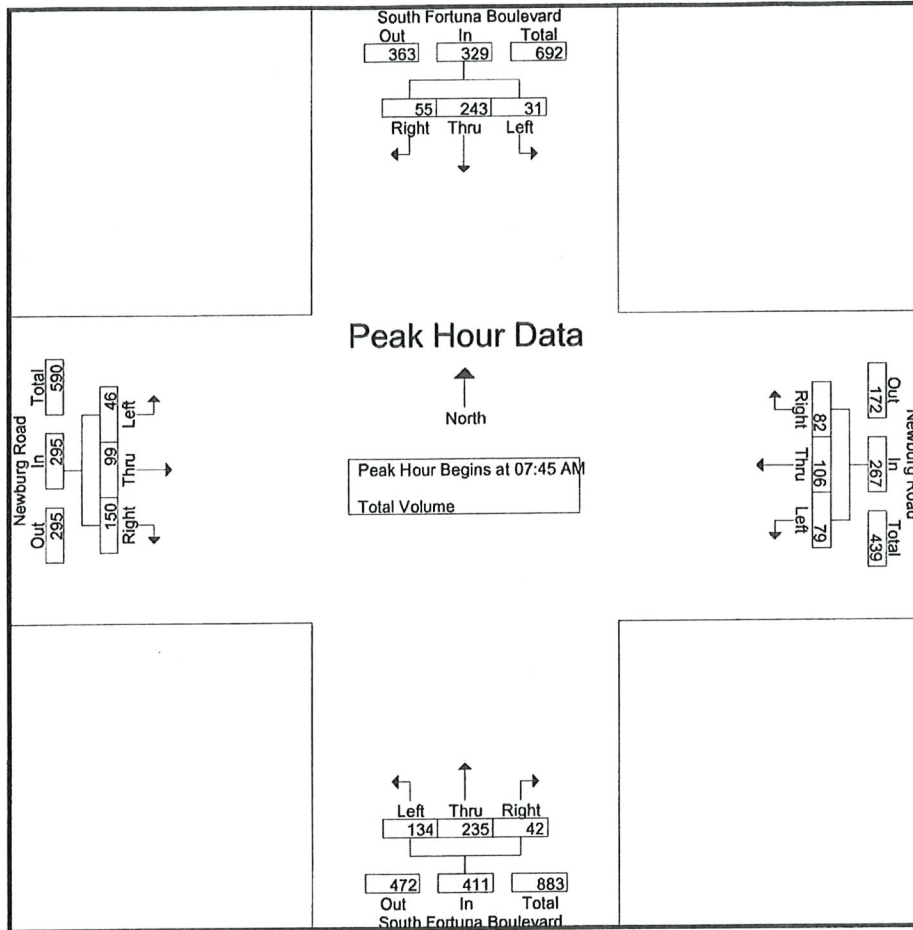 South Fortuna Boulevard
Out In Total
363 329 692
55 243 31
Right Thru Left
Peak Hour Data
North
Peak Hour Begins at 07:45 AM
Total Volume
Newburg Road
Total In Out
590 295 295
46 99 150
Left Thru Right
Right Thru Left
82 106 79
Out In Total
172 267 439
Newburg Road
Left Thru Right
134 235 42
472 411 883
Out In Total
South Fortuna Boulevard